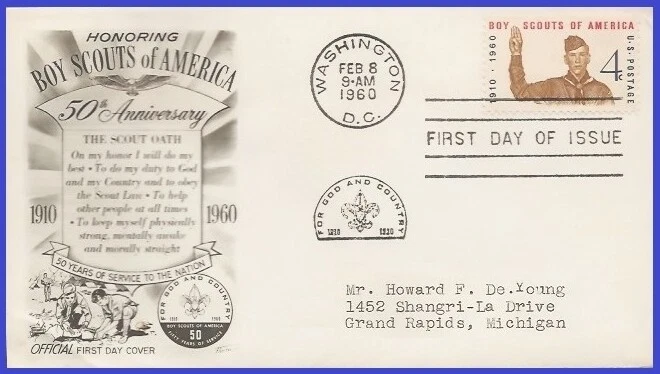 HONORING
BOY SCOUTS of AMERICA
50th Anniversary
THE SCOUT OATH
On my honor I will do my
best • To do my duty to God
and my Country and to obey
the Scout Law • To help
other people at all times
• To keep myself physically
strong, mentally awake
and morally straight
1910
1960
50 YEARS OF SERVICE TO THE NATION
FOR GOD AND COUNTRY
1910 1960
BOY SCOUTS OF AMERICA
50
FIFTY YEARS OF SERVICE
OFFICIAL FIRST DAY COVER
WASHINGTON
FEB 8
9-AM
1960
D.C.
BOY SCOUTS OF AMERICA
1910 · 1960
4c
U·S·POSTAGE
FIRST DAY OF ISSUE
FOR GOD AND COUNTRY
Mr. Howard F. De.Young
1452 Shangri-La Drive
Grand Rapids, Michigan